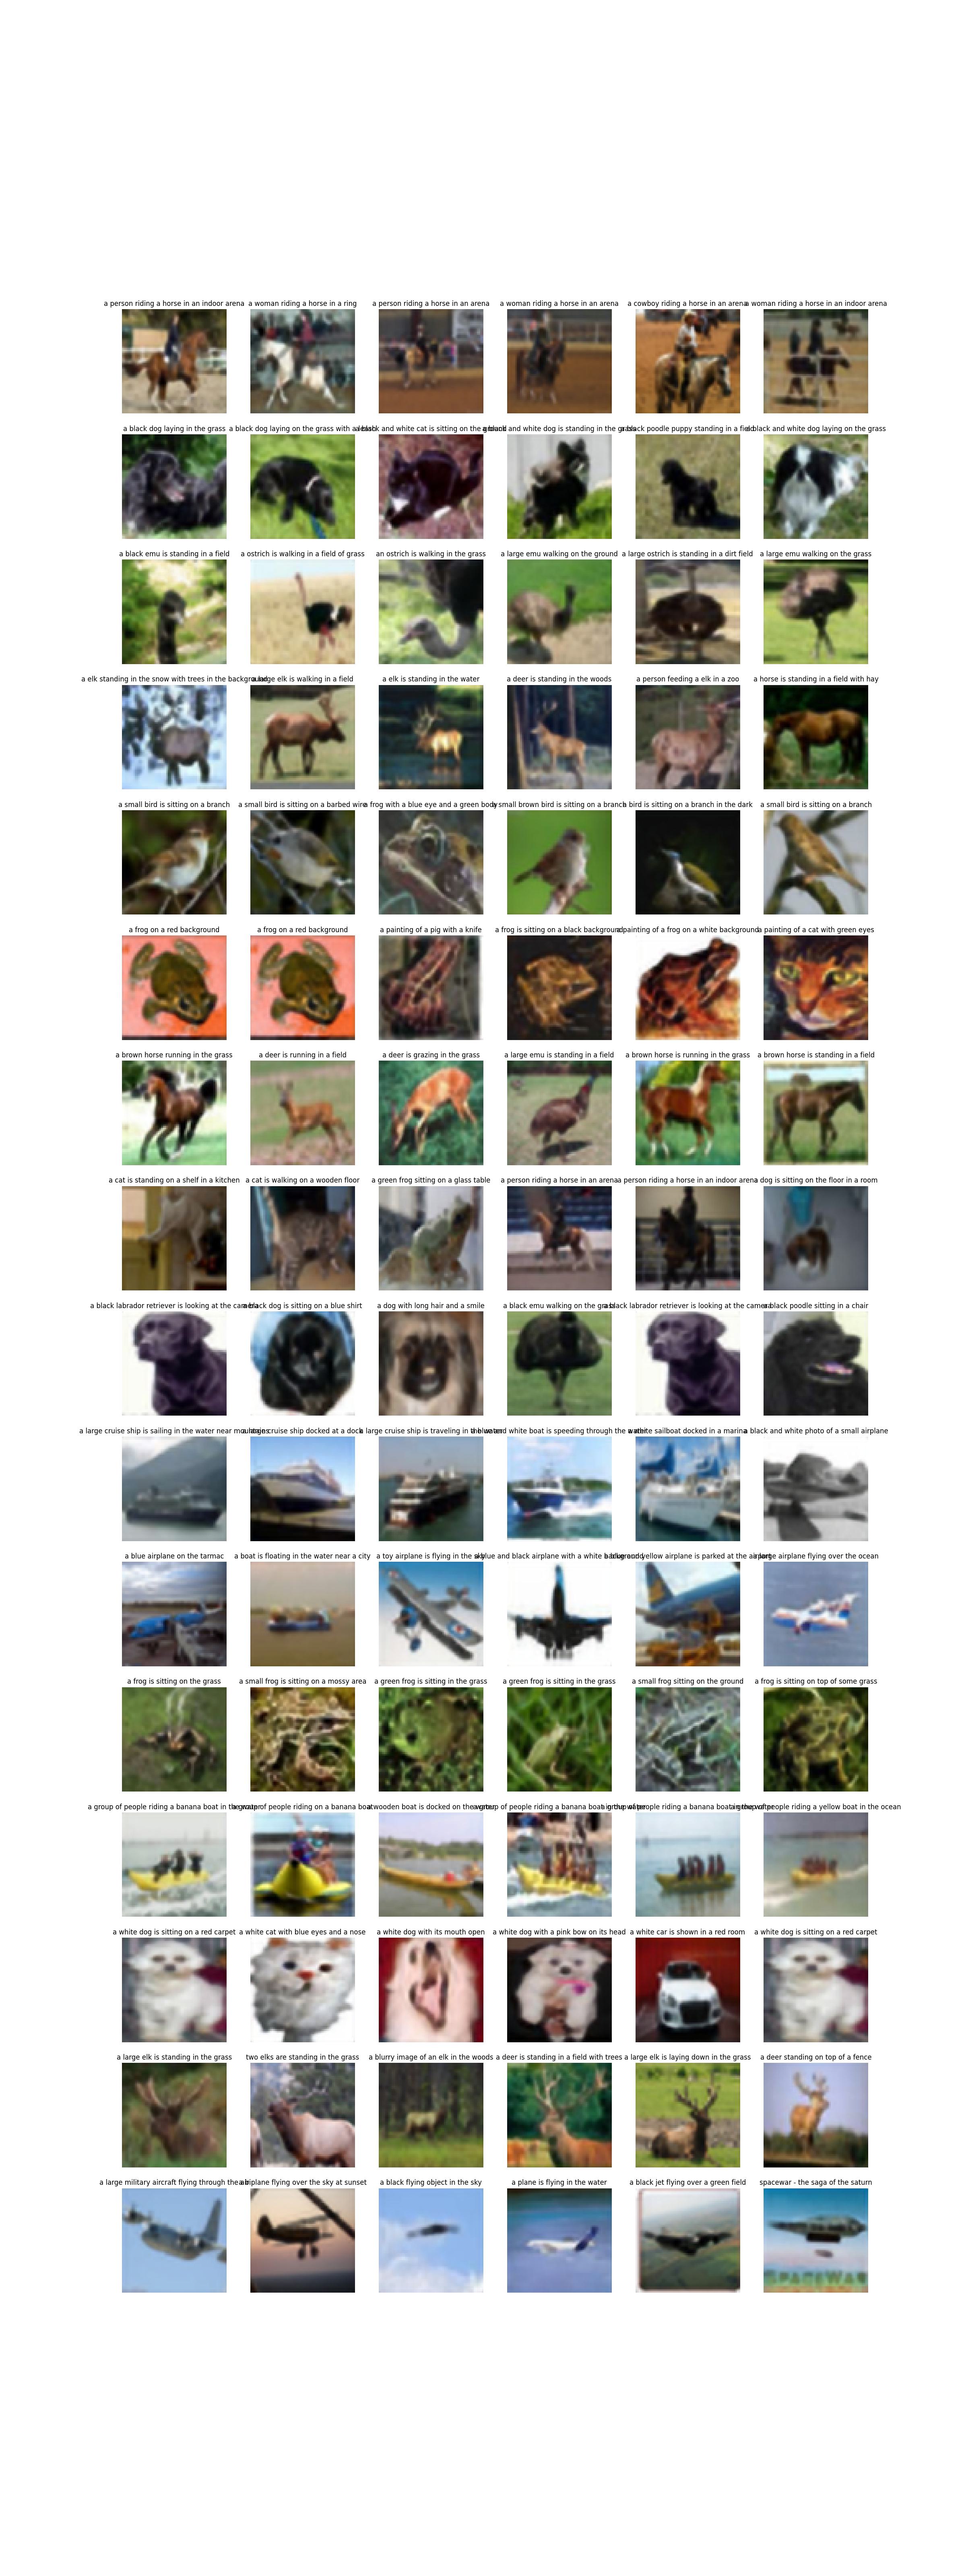 a person riding a horse in an indoor arena
a woman riding a horse in a ring
a person riding a horse in an arena
a woman riding a horse in an arena
a cowboy riding a horse in an arena
a woman riding a horse in an indoor arena
a black dog laying in the grass
a black dog laying on the grass with a leash
a black and white cat is sitting on the ground
a black and white dog is standing in the grass
a black poodle puppy standing in a field
a black and white dog laying on the grass
a black emu is standing in a field
a ostrich is walking in a field of grass
an ostrich is walking in the grass
a large emu walking on the ground
a large ostrich is standing in a dirt field
a large emu walking on the grass
a elk standing in the snow with trees in the background
a large elk is walking in a field
a elk is standing in the water
a deer is standing in the woods
a person feeding a elk in a zoo
a horse is standing in a field with hay
a small bird is sitting on a branch
a small bird is sitting on a barbed wire
a frog with a blue eye and a green body
a small brown bird is sitting on a branch
a bird is sitting on a branch in the dark
a small bird is sitting on a branch
a frog on a red background
a frog on a red background
a painting of a pig with a knife
a frog is sitting on a black background
a painting of a frog on a white background
a painting of a cat with green eyes
a brown horse running in the grass
a deer is running in a field
a deer is grazing in the grass
a large emu is standing in a field
a brown horse is running in the grass
a brown horse is standing in a field
a cat is standing on a shelf in a kitchen
a cat is walking on a wooden floor
a green frog sitting on a glass table
a person riding a horse in an arena
a person riding a horse in an indoor arena
a dog is sitting on the floor in a room
a black labrador retriever is looking at the camera
a black dog is sitting on a blue shirt
a dog with long hair and a smile
a black emu walking on the grass
a black labrador retriever is looking at the camera
a black poodle sitting in a chair
a large cruise ship is sailing in the water near mountains
a large cruise ship docked at a dock
a large cruise ship is traveling in the water
a blue and white boat is speeding through the water
a white sailboat docked in a marina
a black and white photo of a small airplane
a blue airplane on the tarmac
a boat is floating in the water near a city
a toy airplane is flying in the sky
a blue and black airplane with a white background
a blue and yellow airplane is parked at the airport
a large airplane flying over the ocean
a frog is sitting on the grass
a small frog is sitting on a mossy area
a green frog is sitting in the grass
a green frog is sitting in the grass
a small frog sitting on the ground
a frog is sitting on top of some grass
a group of people riding a banana boat in the water
a group of people riding on a banana boat
a wooden boat is docked on the water
a group of people riding a banana boat in the water
a group of people riding a banana boat in the water
a group of people riding a yellow boat in the ocean
a white dog is sitting on a red carpet
a white cat with blue eyes and a nose
a white dog with its mouth open
a white dog with a pink bow on its head
a white car is shown in a red room
a white dog is sitting on a red carpet
a large elk is standing in the grass
two elks are standing in the grass
a blurry image of an elk in the woods
a deer is standing in a field with trees
a large elk is laying down in the grass
a deer standing on top of a fence
a large military aircraft flying through the air
a biplane flying over the sky at sunset
a black flying object in the sky
a plane is flying in the water
a black jet flying over a green field
spacewar - the saga of the saturn
SPACEWAR